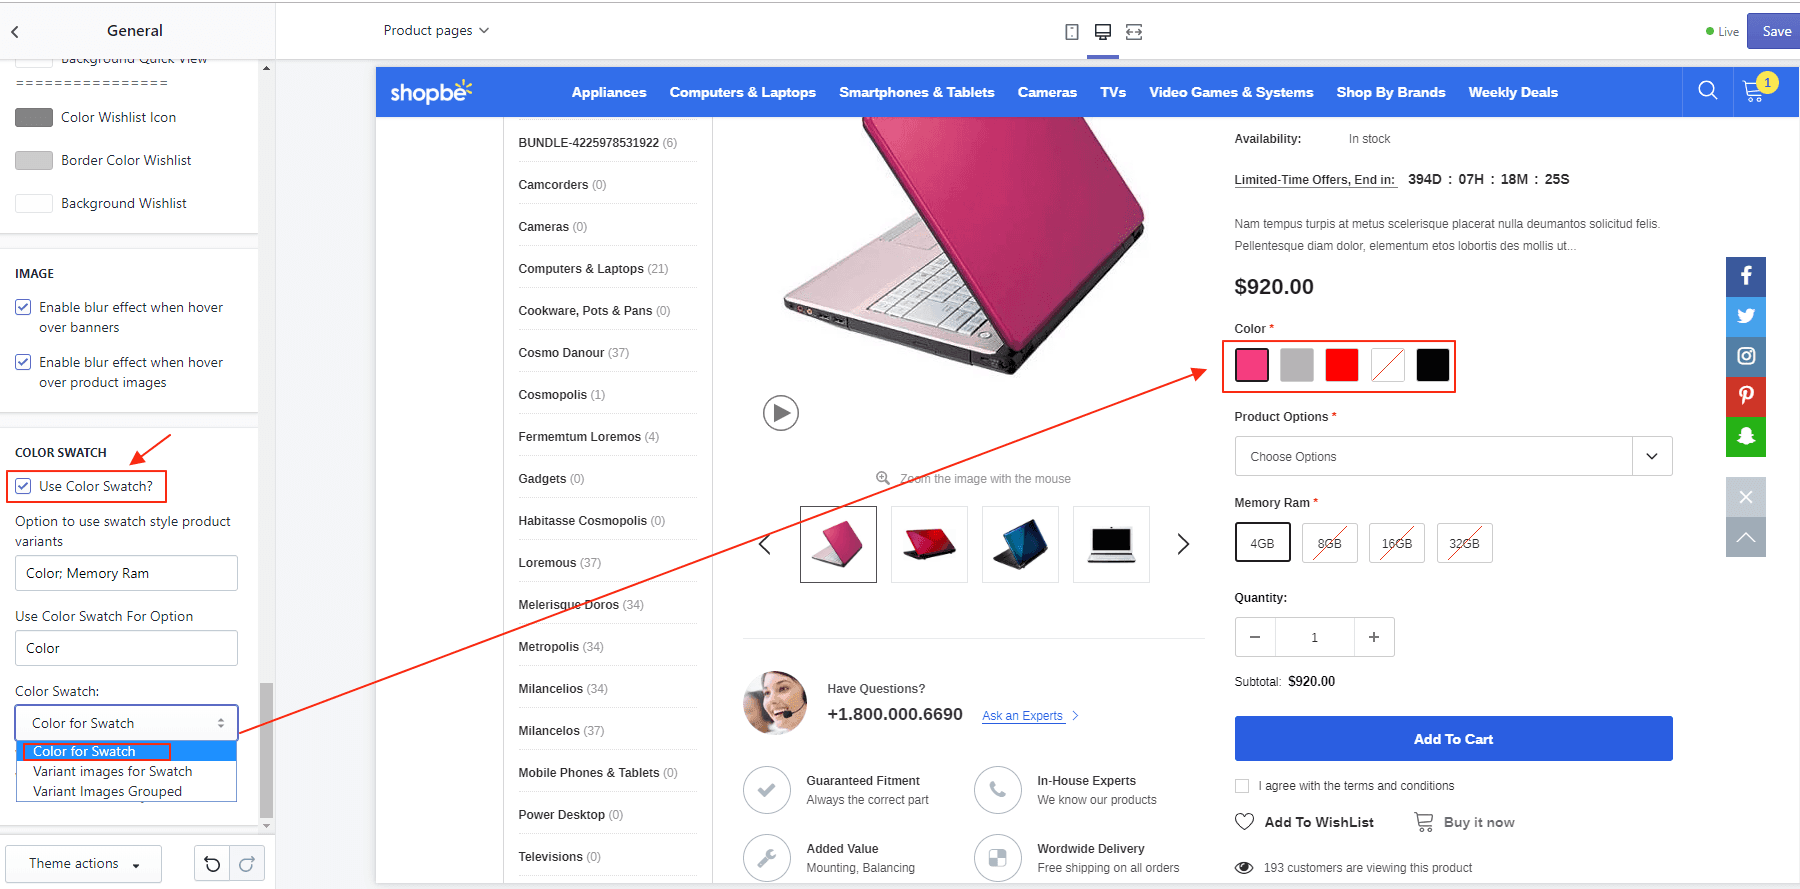 General
Product pages
Live
Save
Background Quick View
================
Color Wishlist Icon
Border Color Wishlist
Background Wishlist
IMAGE
Enable blur effect when hover
over banners
Enable blur effect when hover
over product images
COLOR SWATCH
Use Color Swatch?
Option to use swatch style product
variants
Color; Memory Ram
Use Color Swatch For Option
Color
Color Swatch:
Color for Swatch
Color for Swatch
Variant images for Swatch
Variant Images Grouped
Theme actions
shopbe
Appliances
Computers & Laptops
Smartphones & Tablets
Cameras
TVs
Video Games & Systems
Shop By Brands
Weekly Deals
1
BUNDLE-4225978531922 (6)
Camcorders (0)
Cameras (0)
Computers & Laptops (21)
Cookware, Pots & Pans (0)
Cosmo Danour (37)
Cosmopolis (1)
Fermemtum Loremos (4)
Gadgets (0)
Habitasse Cosmopolis (0)
Loremous (37)
Melerisque Doros (34)
Metropolis (34)
Milancelios (34)
Milancelos (37)
Mobile Phones & Tablets (0)
Power Desktop (0)
Televisions (0)
Zoom the image with the mouse
Have Questions?
+1.800.000.6690
Ask an Experts
Guaranteed Fitment
Always the correct part
In-House Experts
We know our products
Added Value
Mounting, Balancing
Wordwide Delivery
Free shipping on all orders
Availability: In stock
Limited-Time Offers, End in: 394D : 07H : 18M : 25S
Nam tempus turpis at metus scelerisque placerat nulla deumantos solicitud felis.
Pellentesque diam dolor, elementum etos lobortis des mollis ut...
$920.00
Color *
Product Options *
Choose Options
Memory Ram *
4GB
8GB
16GB
32GB
Quantity:
− 1 +
Subtotal: $920.00
Add To Cart
I agree with the terms and conditions
Add To WishList
Buy it now
193 customers are viewing this product